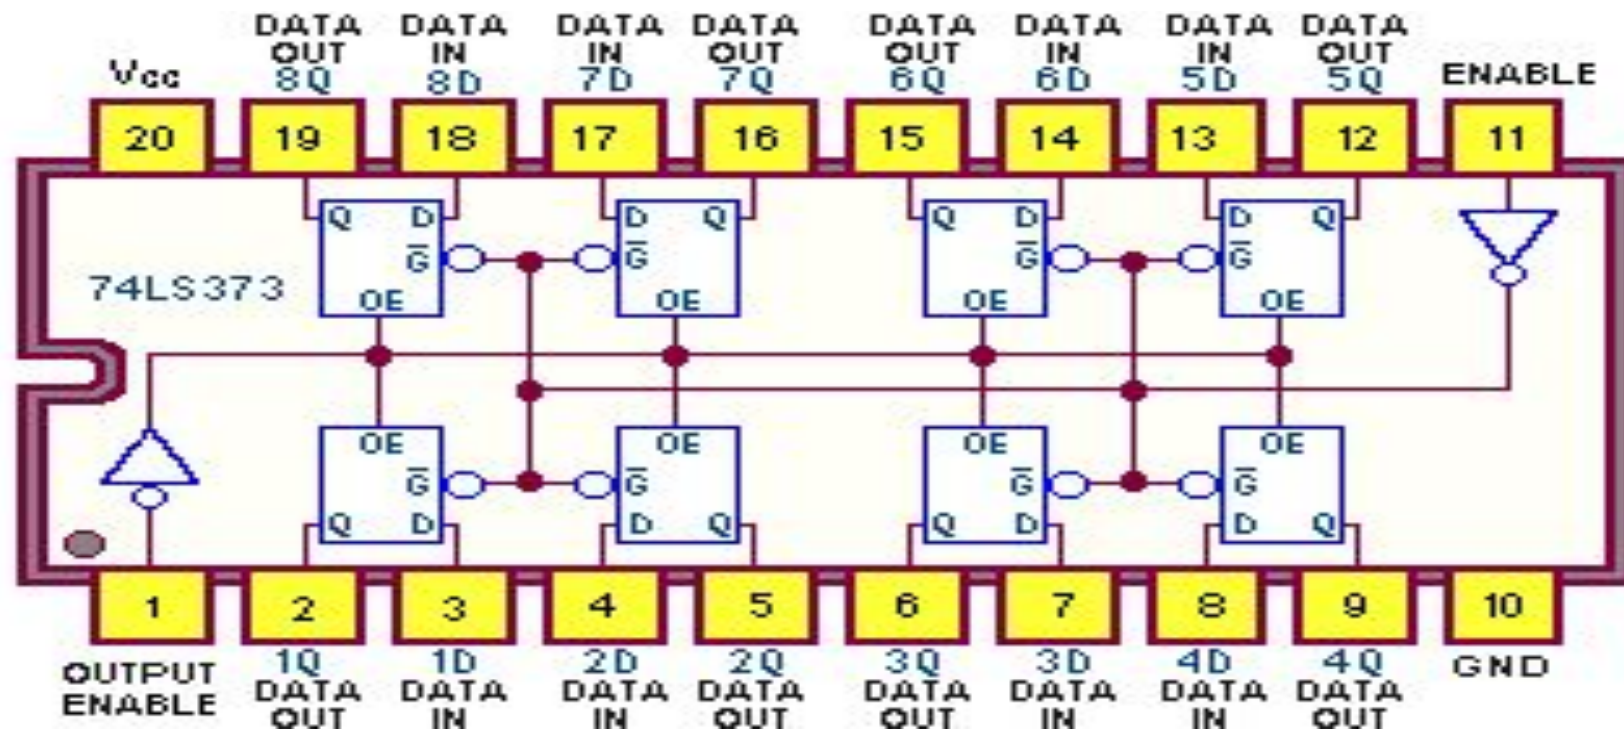 DATA OUT 8Q
DATA IN 8D
DATA IN 7D
DATA OUT 7Q
DATA OUT 6Q
DATA IN 6D
DATA IN 5D
DATA OUT 5Q
Vcc
ENABLE
20 19 18 17 16 15 14 13 12 11
Q D D Q Q D D Q
G G G G
74LS373
OE OE OE OE
OE OE OE OE
G G G G
Q D D Q Q D D Q
1 2 3 4 5 6 7 8 9 10
OUTPUT ENABLE
1Q DATA OUT
1D DATA IN
2D DATA IN
2Q DATA OUT
3Q DATA OUT
3D DATA IN
4D DATA IN
4Q DATA OUT
GND